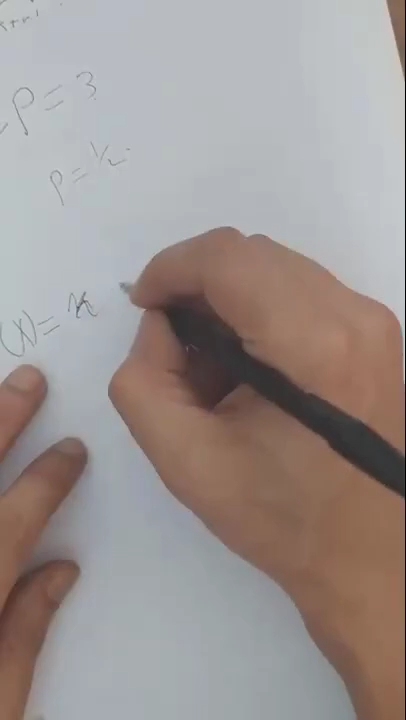 P = 3
P = 1/2
(x) = x